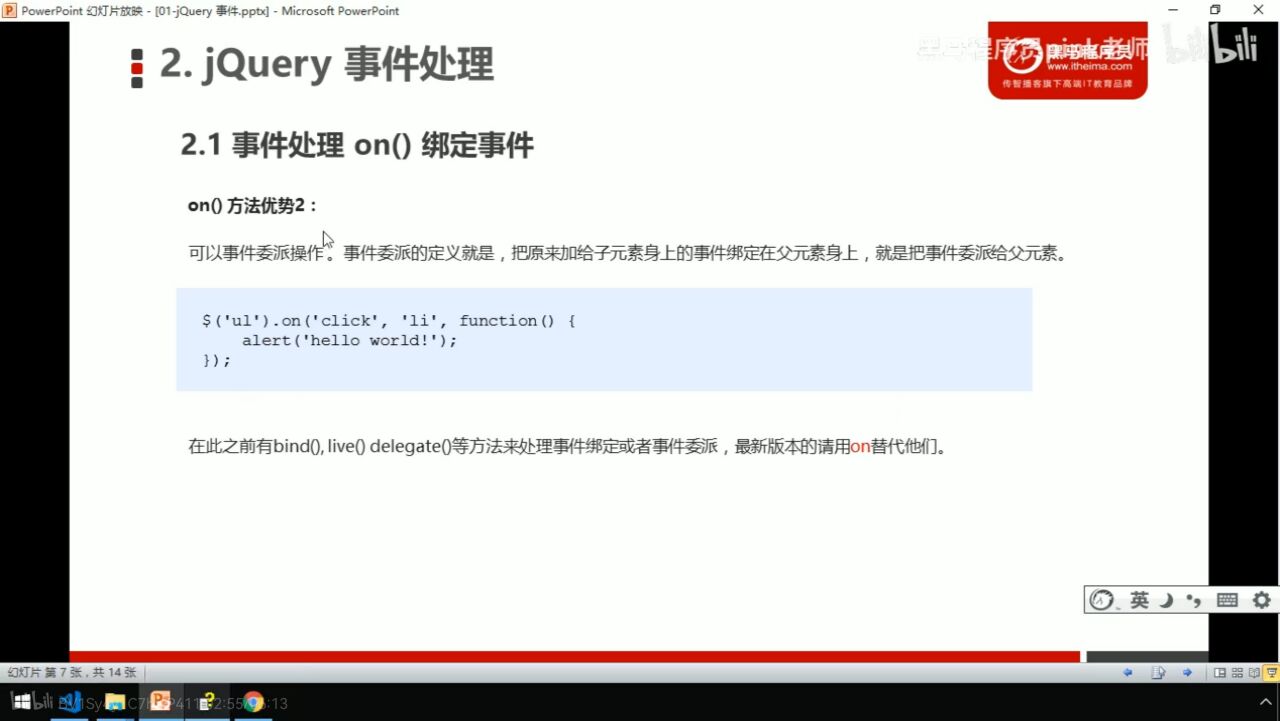 PowerPoint 幻灯片放映 - [01-jQuery 事件.pptx] - Microsoft PowerPoint
2. jQuery 事件处理
黑马程序员pink老师
bilibili
www.itheima.com
传智播客旗下高端IT教育品牌
2.1 事件处理 on() 绑定事件
on() 方法优势2：
可以事件委派操作 。事件委派的定义就是，把原来加给子元素身上的事件绑定在父元素身上，就是把事件委派给父元素。
$('ul').on('click', 'li', function() {
alert('hello world!');
});
在此之前有bind(), live() delegate()等方法来处理事件绑定或者事件委派，最新版本的请用on替代他们。
英
幻灯片 第 7 张 , 共 14 张
bilibili